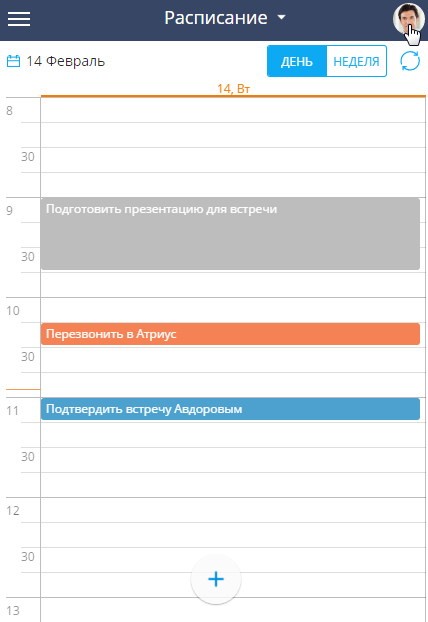 Расписание
14 Февраль
ДЕНЬ НЕДЕЛЯ
14, Вт
8
30
9
Подготовить презентацию для встречи
30
10
Перезвонить в Атриус
30
11
Подтвердить встречу Авдоровым
30
12
30
+
13